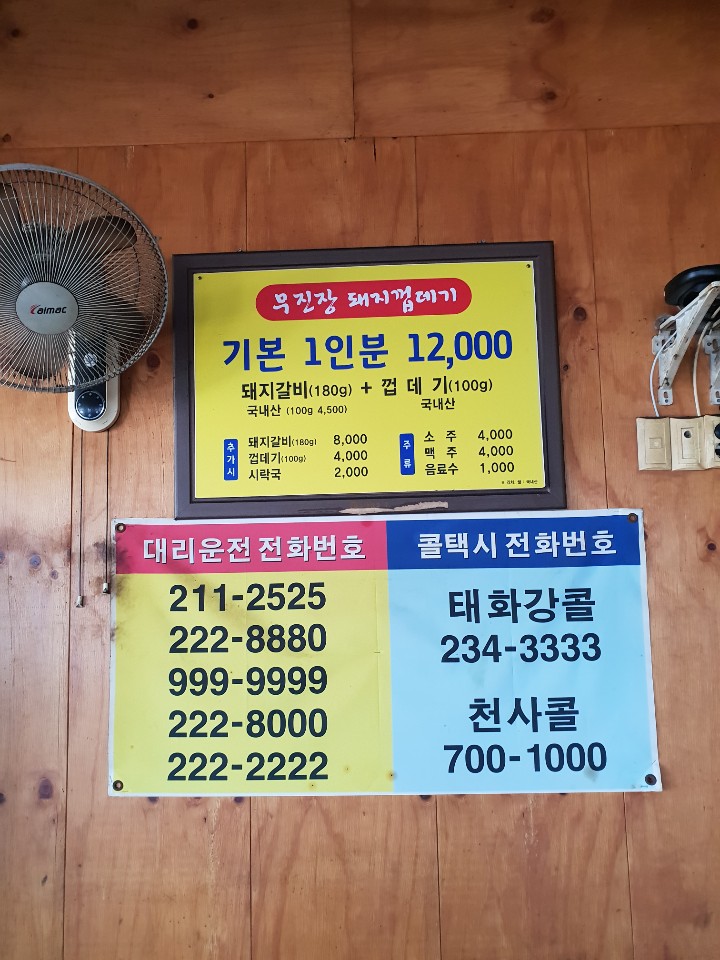 aimac
무진장 돼지껍데기
기본 1인분 12,000
돼지갈비(180g) + 껍데기(100g)
국내산 (100g 4,500) 국내산
추가시
돼지갈비(180g) 8,000
껍데기(100g) 4,000
시락국 2,000
주류
소주 4,000
맥주 4,000
음료수 1,000
대리운전 전화번호
211-2525
222-8880
999-9999
222-8000
222-2222
콜택시 전화번호
태화강콜
234-3333
천사콜
700-1000